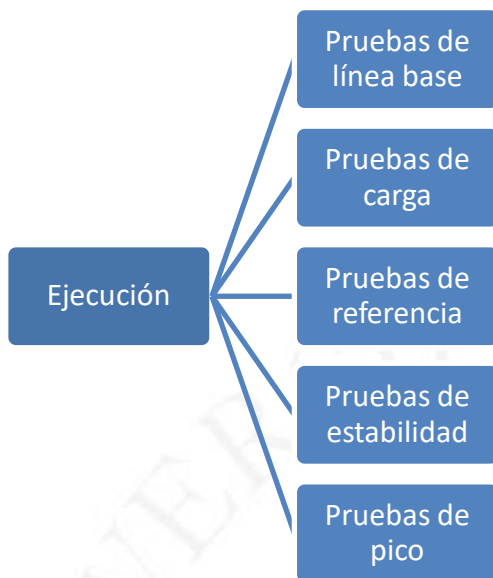 Pruebas de
línea base
Pruebas de
carga
Ejecución
Pruebas de
referencia
Pruebas de
estabilidad
Pruebas de
pico